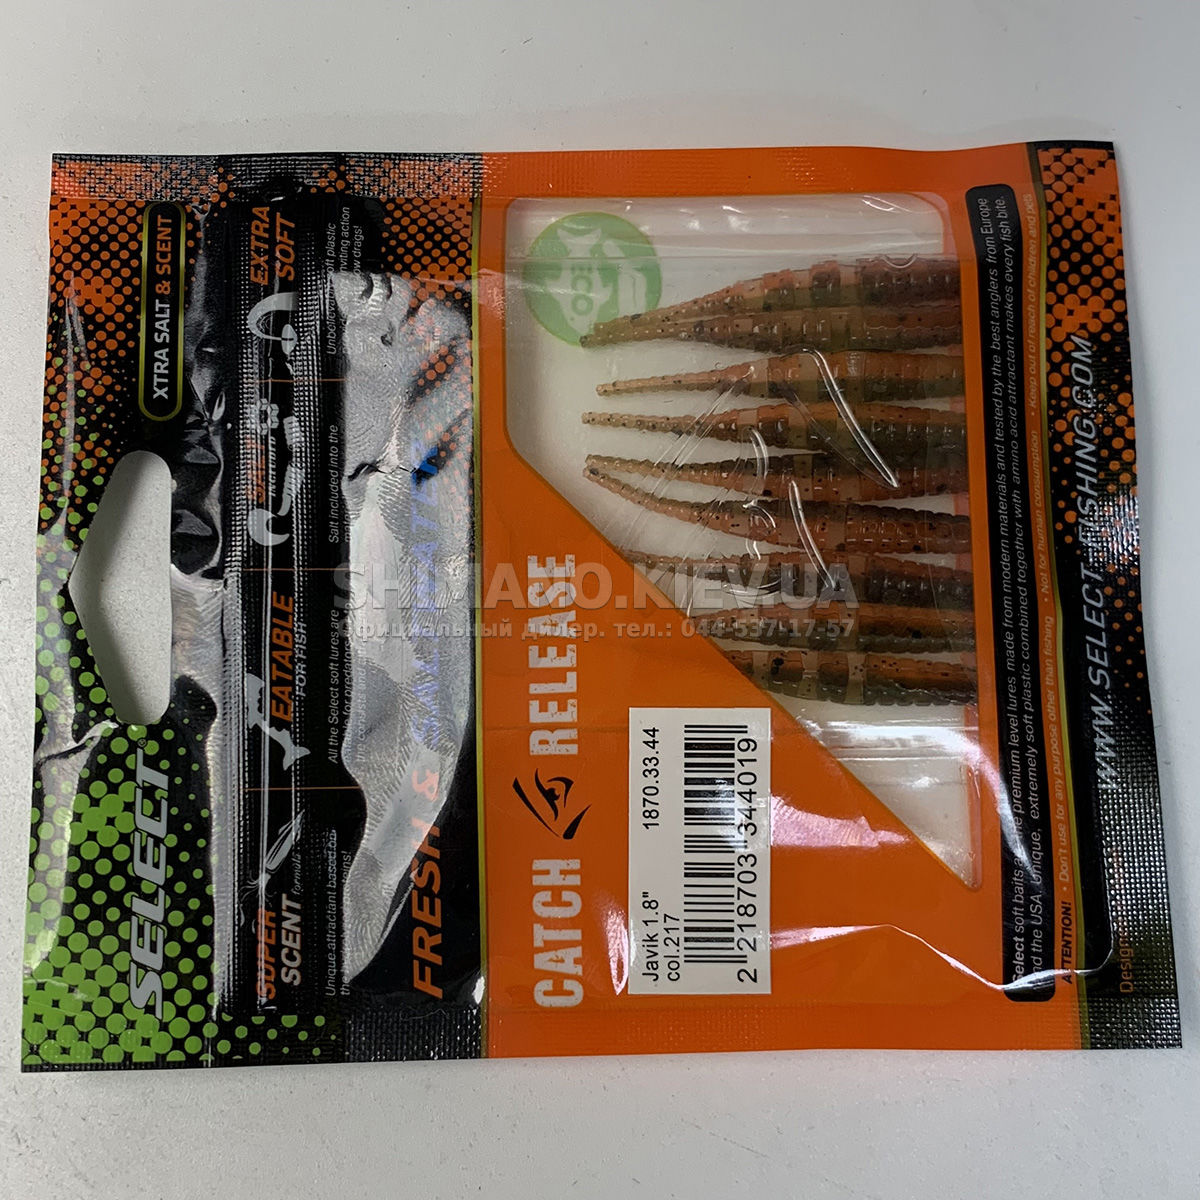 SELECT®
XTRA SALT & SCENT
SUPER
SCENT formula
EATABLE
FOR FISH
EXTRA
SOFT
Unique attractant based on
All the Select soft lures are
Salt included into the
FRESH &
CATCH RELEASE
Javvik 1.8" 1870.33.44
col.217
2 218703 344019
Select soft baits are premium level lures made from modern materials and tested by the best anglers from Europe
and the USA. Unique, extremely soft plastic combined together with amino acid attractant makes every fish bite.
ATTENTION! • Don't use for any purpose other than fishing • Not for human consumption • Keep out of reach of children and pets
WWW.SELECT-FISHING.COM
SHIMANO.KIEV.UA
Официальный дилер. тел.: 044-537-17-57